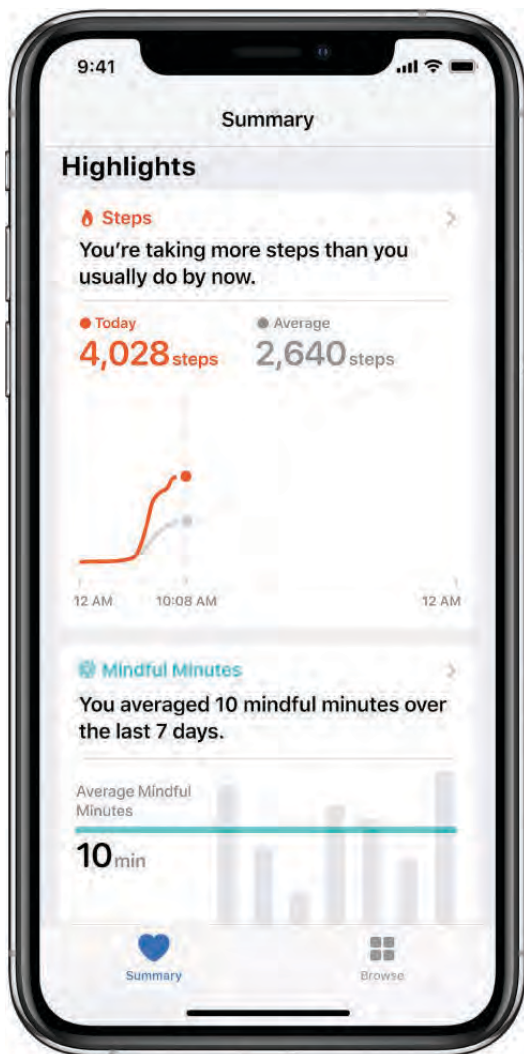 9:41
Summary
Highlights
Steps
You're taking more steps than you
usually do by now.
Today Average
4,028 steps 2,640 steps
12 AM 10:08 AM 12 AM
Mindful Minutes
You averaged 10 mindful minutes over
the last 7 days.
Average Mindful
Minutes
10 min
Summary Browse